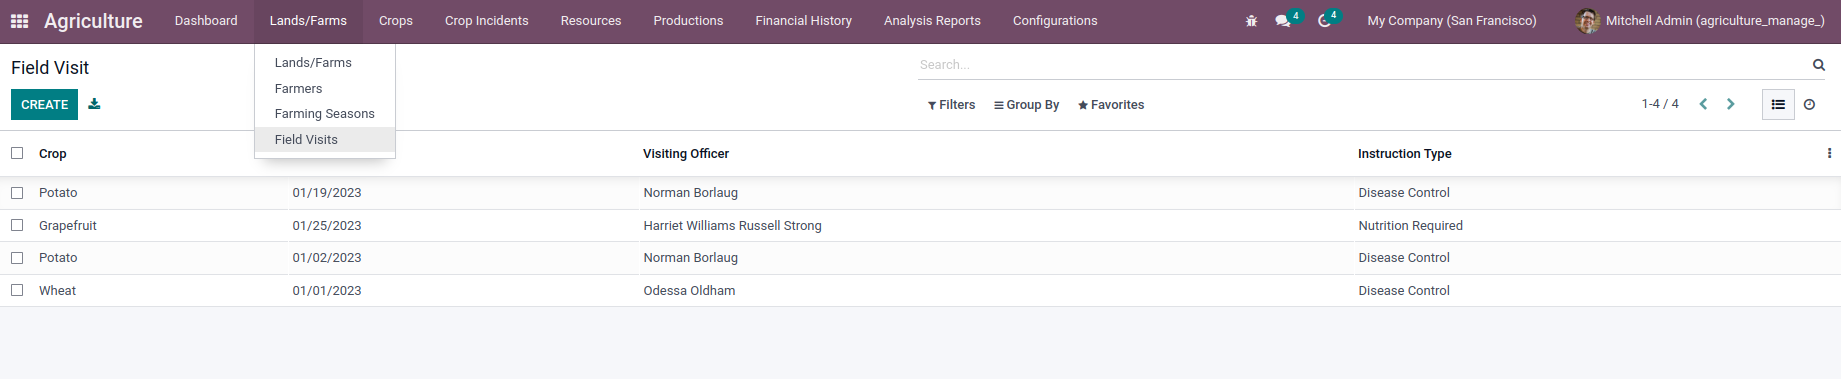 Agriculture Dashboard Lands/Farms Crops Crop Incidents Resources Productions Financial History Analysis Reports Configurations 4 4 My Company (San Francisco) Mitchell Admin (agriculture_manage_)
Lands/Farms
Farmers
Farming Seasons
Field Visits
Field Visit
Search...
CREATE
Filters Group By Favorites 1-4 / 4
Crop Visiting Officer Instruction Type
Potato 01/19/2023 Norman Borlaug Disease Control
Grapefruit 01/25/2023 Harriet Williams Russell Strong Nutrition Required
Potato 01/02/2023 Norman Borlaug Disease Control
Wheat 01/01/2023 Odessa Oldham Disease Control